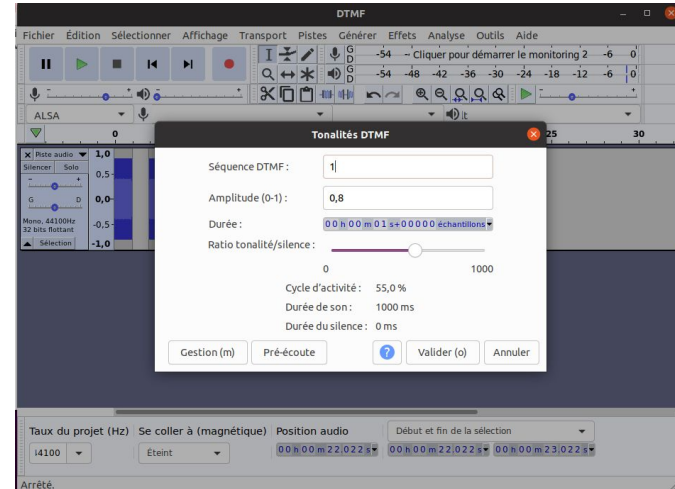 DTMF
Fichier Édition Sélectionner Affichage Transport Pistes Générer Effets Analyse Outils Aide
G D -54 - Cliquer pour démarrer le monitoring 2 -6 0
G D -54 -48 -42 -36 -30 -24 -18 -12 -6 0
ALSA
0 25 30
Tonalités DTMF
Piste audio 1,0
Silencer Solo
0,5
- +
G D 0,0
Mono, 44100Hz
32 bits flottant
-0,5
Sélection -1,0
Séquence DTMF : 1
Amplitude (0-1) : 0,8
Durée : 00 h 00 m 01 s+00000 échantillons
Ratio tonalité/silence :
0 1000
Cycle d'activité : 55,0 %
Durée de son : 1000 ms
Durée du silence : 0 ms
Gestion (m) Pré-écoute ? Valider (o) Annuler
Taux du projet (Hz) Se coller à (magnétique) Position audio Début et fin de la sélection
44100 Éteint 00 h 00 m 22,022 s 00 h 00 m 22,022 s 00 h 00 m 23,022 s
Arrêté.